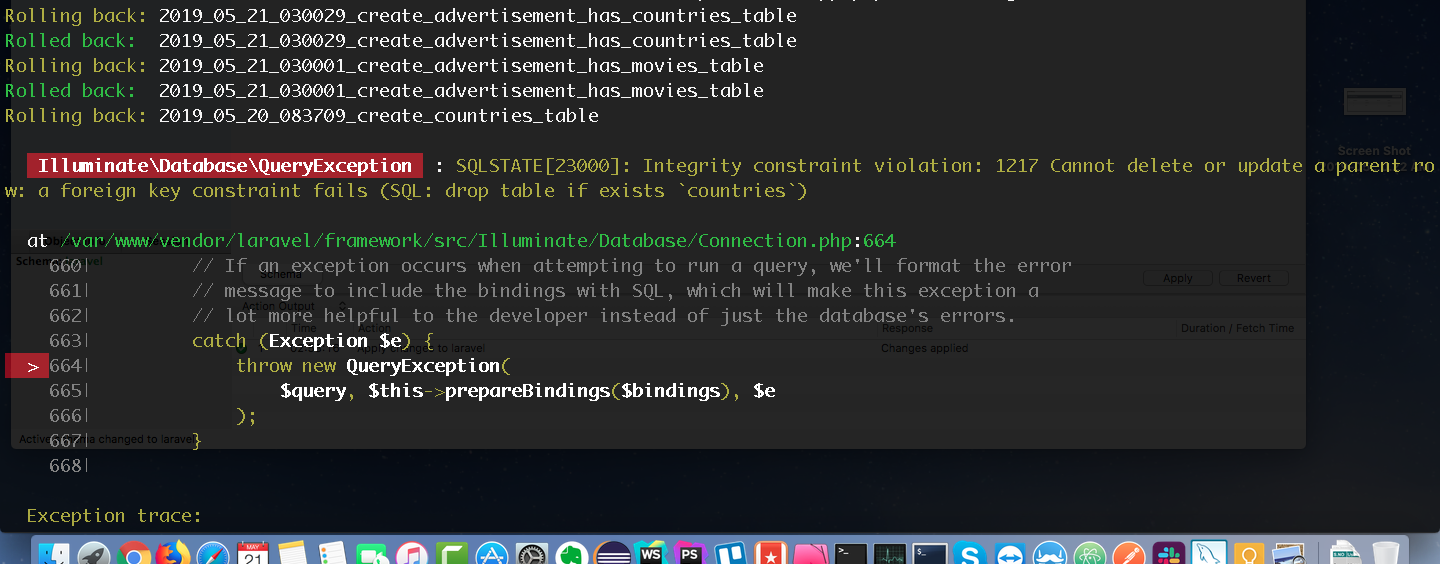 Rolling back: 2019_05_21_030029_create_advertisement_has_countries_table
Rolled back:  2019_05_21_030029_create_advertisement_has_countries_table
Rolling back: 2019_05_21_030001_create_advertisement_has_movies_table
Rolled back:  2019_05_21_030001_create_advertisement_has_movies_table
Rolling back: 2019_05_20_083709_create_countries_table
Illuminate\Database\QueryException : SQLSTATE[23000]: Integrity constraint violation: 1217 Cannot delete or update a parent ro
w: a foreign key constraint fails (SQL: drop table if exists `countries`)
at /var/www/vendor/laravel/framework/src/Illuminate/Database/Connection.php:664
660| // If an exception occurs when attempting to run a query, we'll format the error
661| // message to include the bindings with SQL, which will make this exception a
662| // lot more helpful to the developer instead of just the database's errors.
663| catch (Exception $e) {
> 664| throw new QueryException(
665| $query, $this->prepareBindings($bindings), $e
666| );
667| }
668|
Exception trace:
Screen Shot
Schema
Apply Revert
Action Output
Time Action Response Duration / Fetch Time
Apply changes to laravel Changes applied
changed to laravel
MAY
21
WS
PS